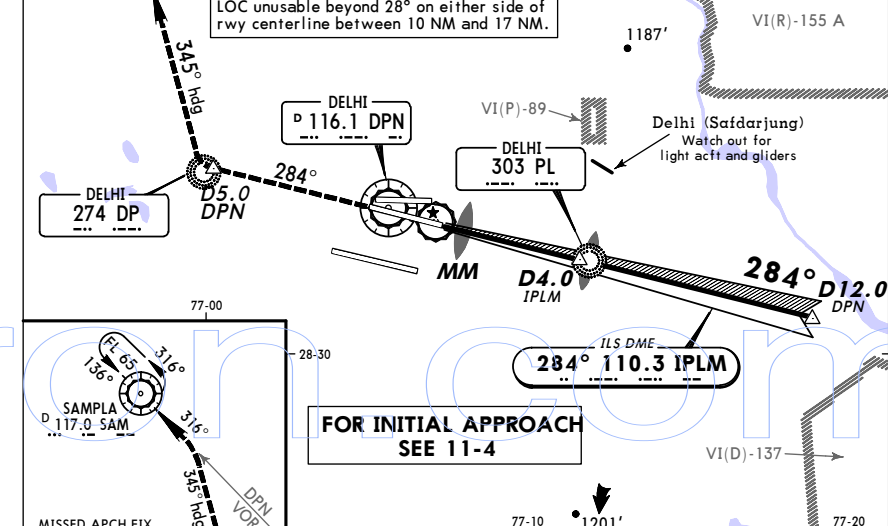 LOC unusable beyond 28° on either side of
rwy centerline between 10 NM and 17 NM.
VI(R)-155 A
1187'
345° hdg
VI(P)-89
Delhi (Safdarjung)
Watch out for
light acft and gliders
DELHI
D 116.1 DPN
DELHI
303 PL
284°
D5.0
DPN
DELHI
274 DP
MM
D4.0
IPLM
284°
D12.0
DPN
77-00
28-30
ILS DME
284° 110.3 IPLM
FL 65
316°
136°
SAMPLA
D 117.0 SAM
316°
345° hdg
DPN
VOR
FOR INITIAL APPROACH
SEE 11-4
VI(D)-137
MISSED APCH FIX
77-10
1201'
77-20
ron.com